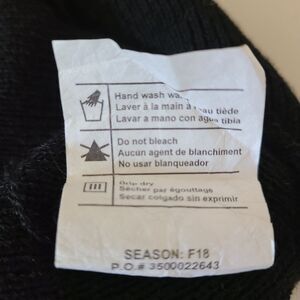 Hand wash
Laver à la main à l'eau tiède
Lavar a mano con agua tibia
Do not bleach
Aucun agent de blanchiment
No usar blanqueador
Drip dry
Sécher par égouttage
Secar colgado sin exprimir
SEASON: F18
P.O.# 3500022643